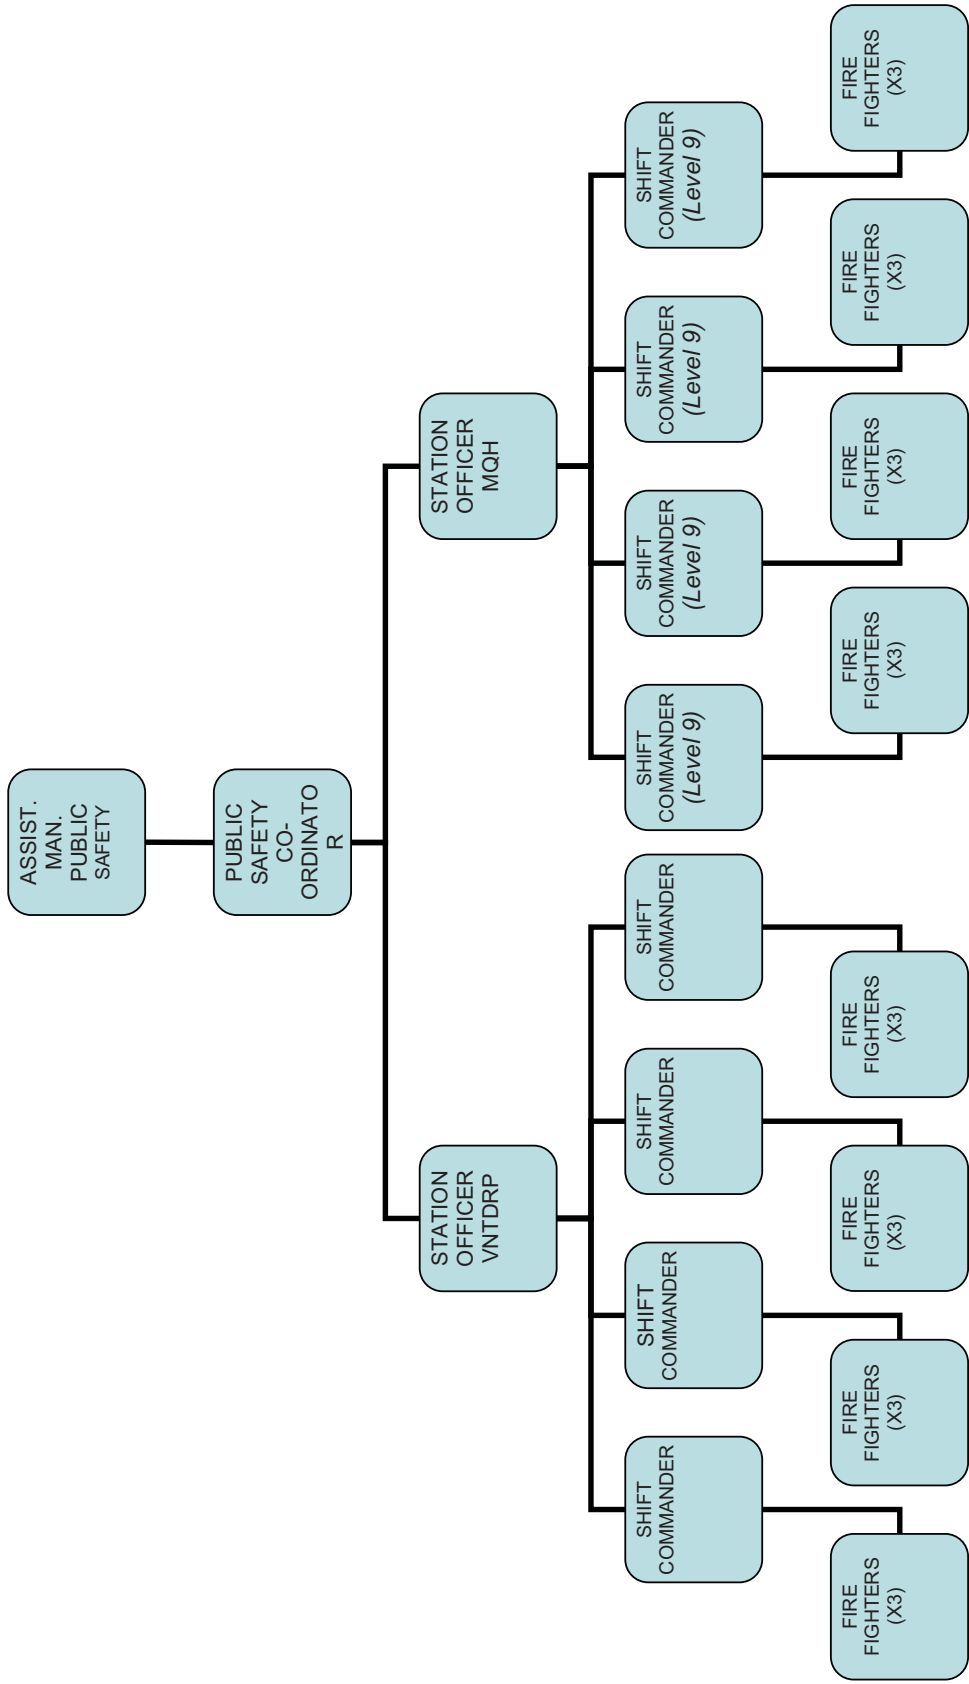 ASSIST.
MAN.
PUBLIC
SAFETY
PUBLIC
SAFETY
CO-
ORDINATO
R
STATION
OFFICER
VNTDRP
STATION
OFFICER
MQH
SHIFT
COMMANDER
SHIFT
COMMANDER
SHIFT
COMMANDER
SHIFT
COMMANDER
SHIFT
COMMANDER
(Level 9)
SHIFT
COMMANDER
(Level 9)
SHIFT
COMMANDER
(Level 9)
SHIFT
COMMANDER
(Level 9)
FIRE
FIGHTERS
(X3)
FIRE
FIGHTERS
(X3)
FIRE
FIGHTERS
(X3)
FIRE
FIGHTERS
(X3)
FIRE
FIGHTERS
(X3)
FIRE
FIGHTERS
(X3)
FIRE
FIGHTERS
(X3)
FIRE
FIGHTERS
(X3)